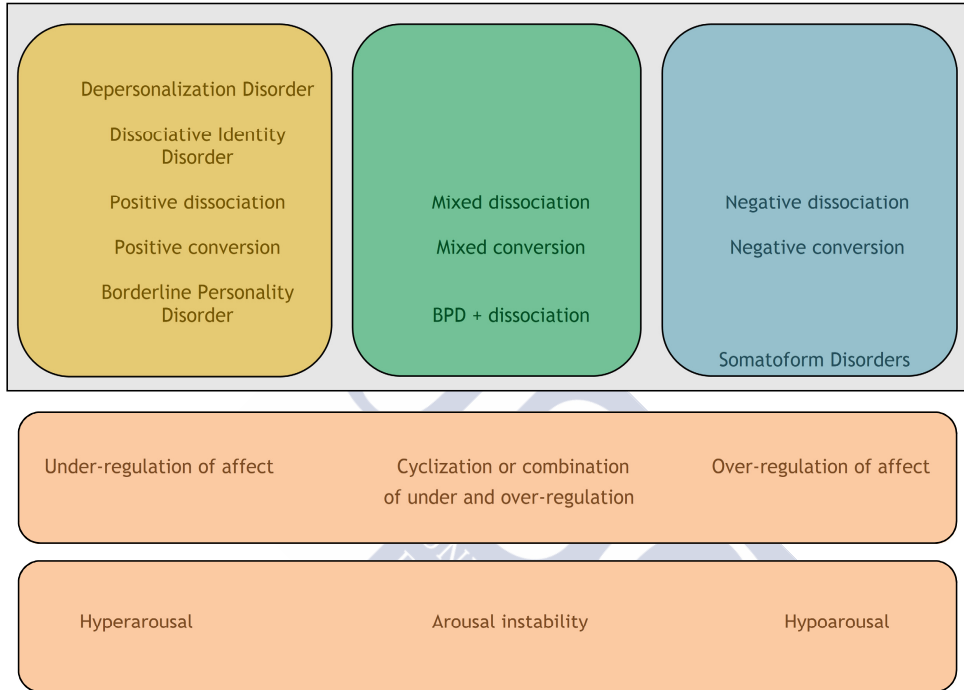 Depersonalization Disorder
Dissociative Identity
Disorder
Positive dissociation
Positive conversion
Borderline Personality
Disorder
Mixed dissociation
Mixed conversion
BPD + dissociation
Negative dissociation
Negative conversion
Somatoform Disorders
Under-regulation of affect
Cyclization or combination
of under and over-regulation
Over-regulation of affect
Hyperarousal
Arousal instability
Hypoarousal